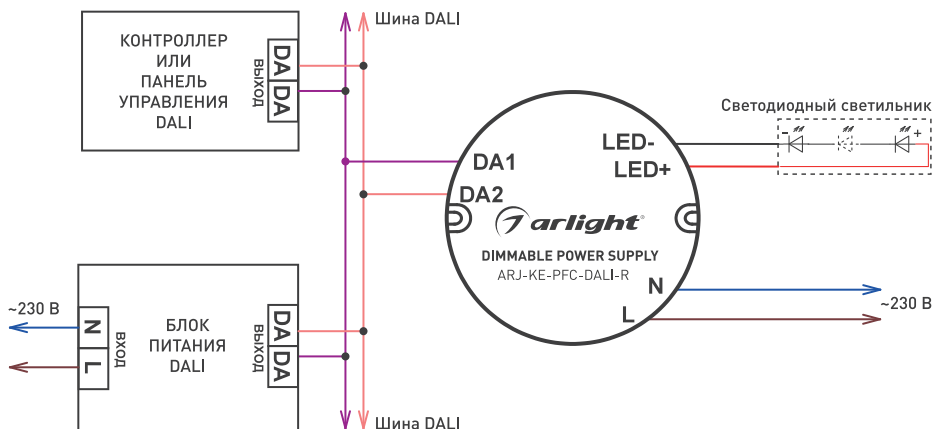 Шина DALI
КОНТРОЛЛЕР
ИЛИ
ПАНЕЛЬ
УПРАВЛЕНИЯ
DALI
ВЫХОД
DA
DA
DA1
DA2
LED-
LED+
arlight®
DIMMABLE POWER SUPPLY
ARJ-KE-PFC-DALI-R
N
L
Светодиодный светильник
- +
~230 В
~230 В
N
L
ВХОД
БЛОК
ПИТАНИЯ
DALI
ВЫХОД
DA
DA
Шина DALI